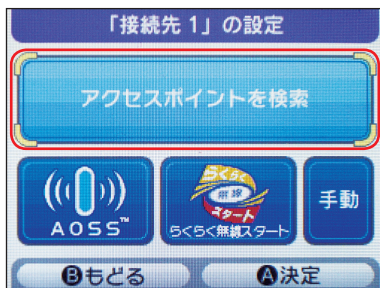 「接続先1」の設定
アクセスポイントを検索
AOSS™
らくらく
無線
スタート
らくらく無線スタート
手動
Ⓑもどる
Ⓐ決定